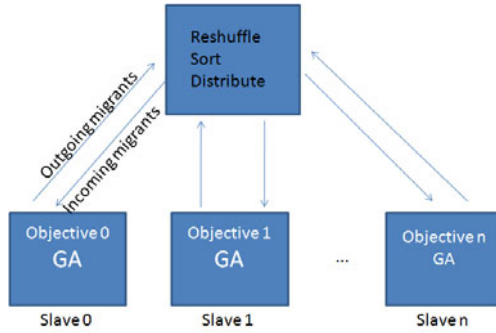 Reshuffle
Sort
Distribute
Outgoing migrants
Incoming migrants
Objective 0
GA
Objective 1
GA
...
Objective n
GA
Slave 0
Slave 1
Slave n